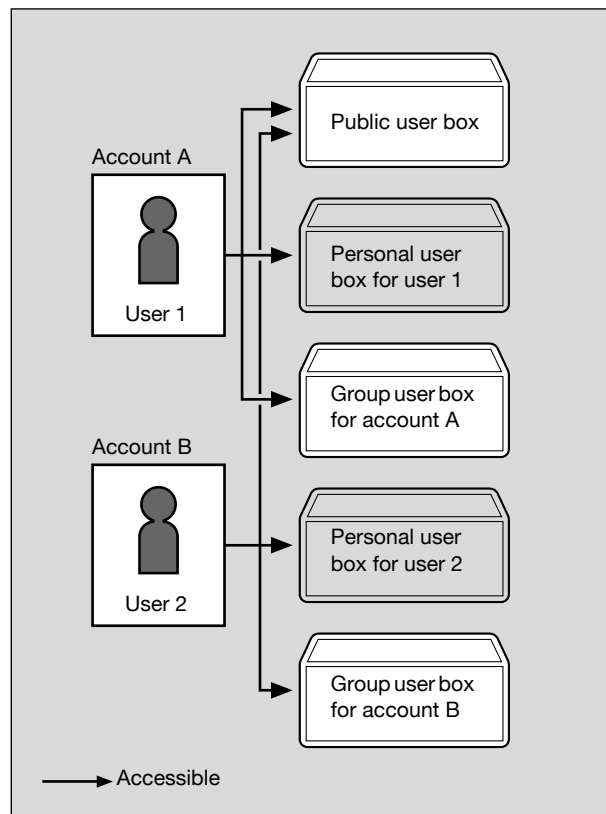 Public user box
Account A
User 1
Personal user
box for user 1
Group user box
for account A
Account B
User 2
Personal user
box for user 2
Group user box
for account B
Accessible